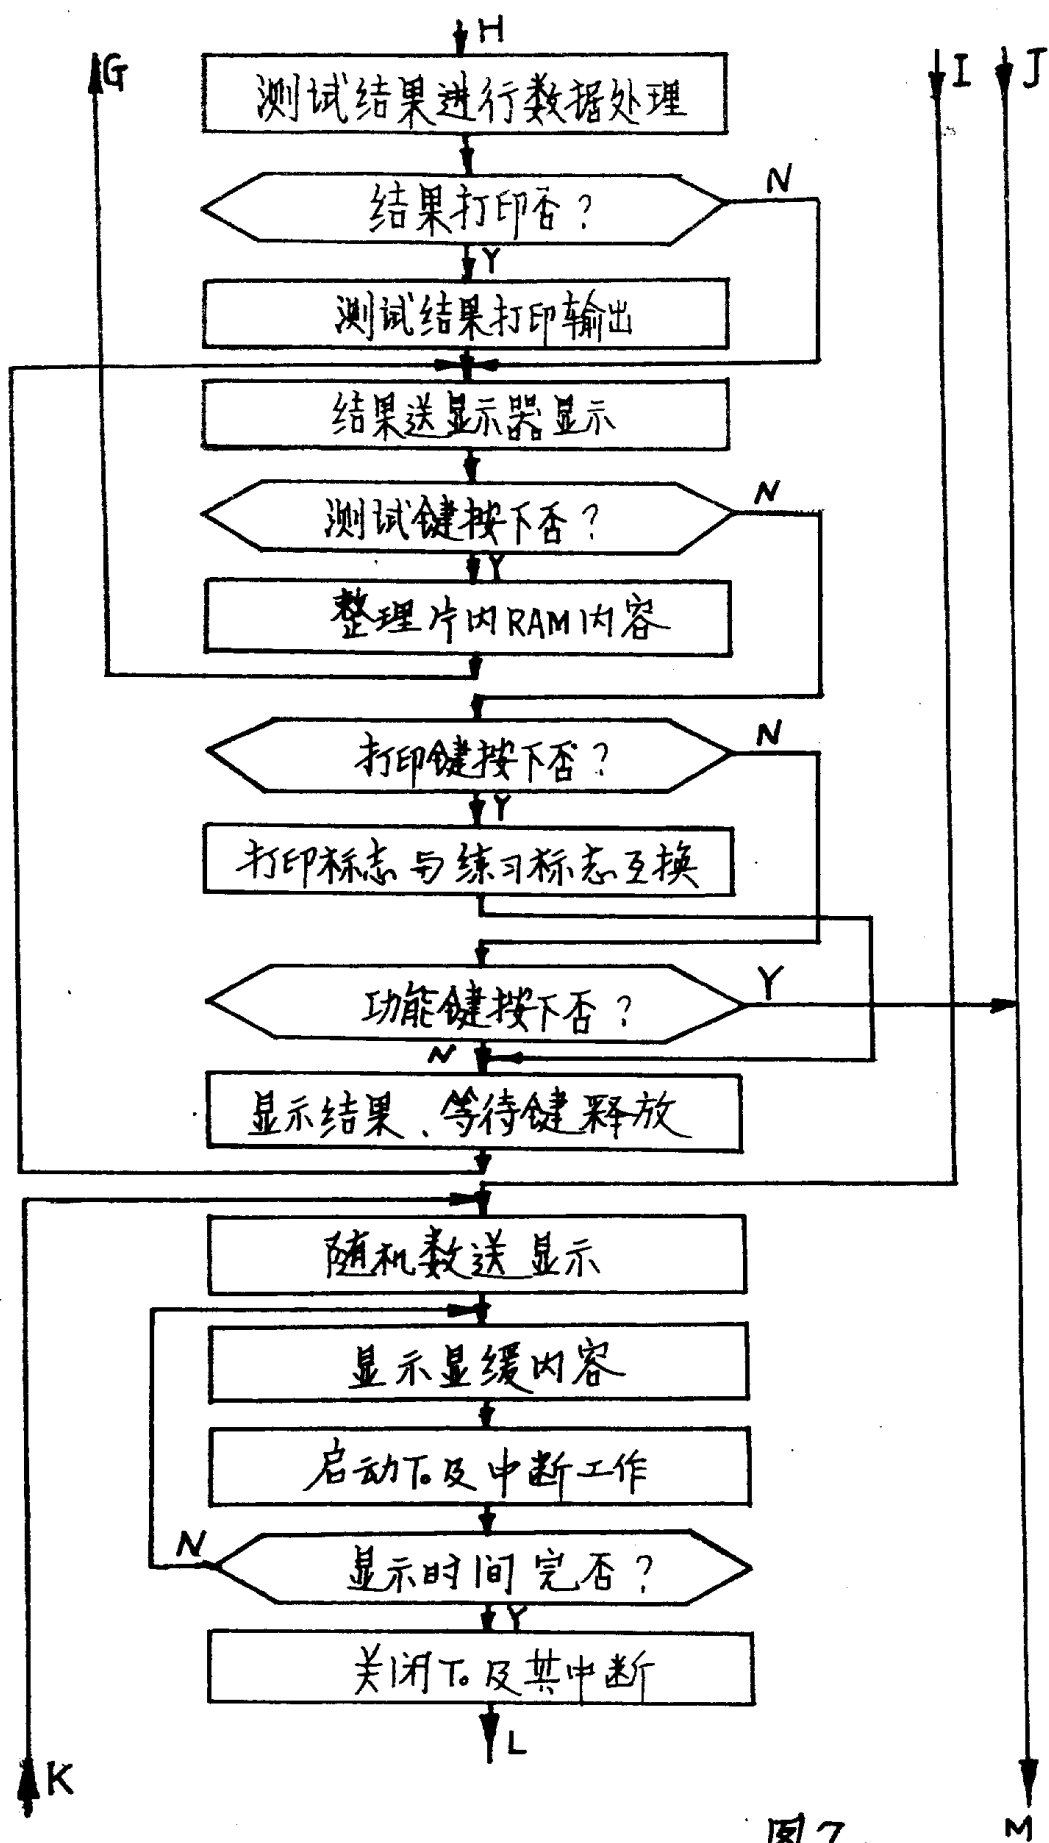 H
G
I
J
测试结果进行数据处理
结果打印否？
N
Y
测试结果打印输出
结果送显示器显示
测试键按下否？
N
Y
整理片内RAM内容
打印键按下否？
N
Y
打印标志与练习标志互换
功能键按下否？
Y
N
显示结果、等待键释放
随机数送显示
显示显缓内容
启动T₀及中断工作
显示时间完否？
N
Y
关闭T₀及其中断
L
K
M
图7